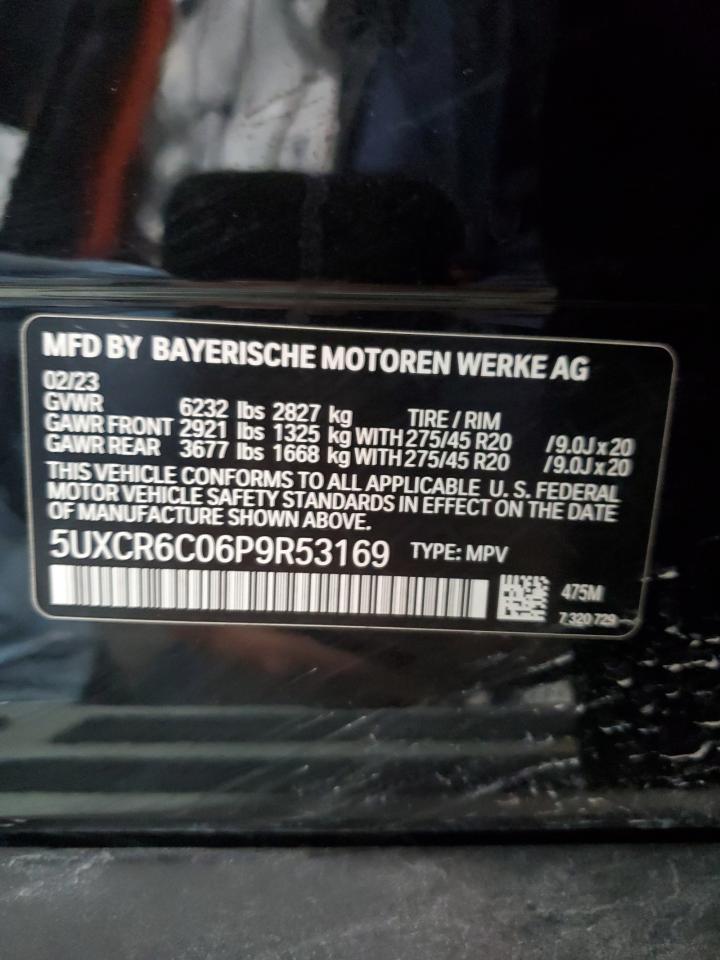 MFD BY BAYERISCHE MOTOREN WERKE AG
02/23
GVWR 6232 lbs 2827 kg TIRE / RIM
GAWR FRONT 2921 lbs 1325 kg WITH 275/45 R20 /9.0J x 20
GAWR REAR 3677 lbs 1668 kg WITH 275/45 R20 /9.0J x 20
THIS VEHICLE CONFORMS TO ALL APPLICABLE U. S. FEDERAL
MOTOR VEHICLE SAFETY STANDARDS IN EFFECT ON THE DATE
OF MANUFACTURE SHOWN ABOVE.
5UXCR6C06P9R53169 TYPE: MPV
475M
7 320 729